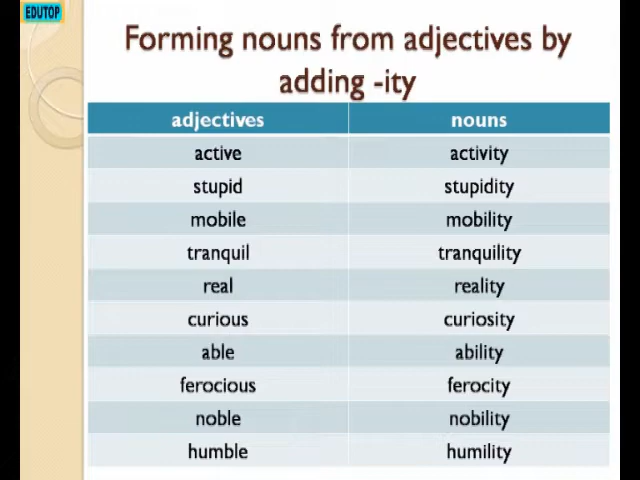 EDUTOP
Forming nouns from adjectives by
adding -ity
adjectives nouns
active activity
stupid stupidity
mobile mobility
tranquil tranquility
real reality
curious curiosity
able ability
ferocious ferocity
noble nobility
humble humility